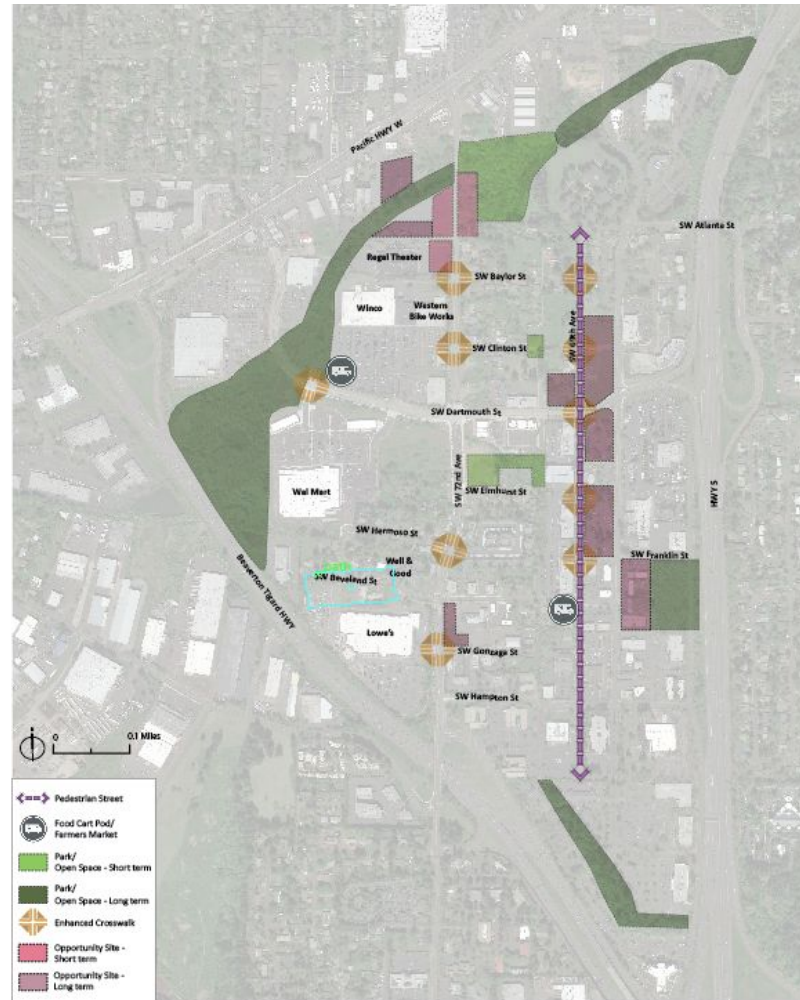 Pacific HWY W
SW Atlanta St
Regal Theater
SW Baylor St
Winco
Western
Bike Works
SW 69th Ave
SW Clinton St
SW Dartmouth St
SW 72nd Ave
HWY 5
Wal Mart
SW Elmhurst St
SW Hermoso St
Well &
Good
SW Franklin St
SW Beveland St
Beaverton Tigard HWY
Lowe's
SW Gonzaga St
SW Hampton St
0 0.1 Miles
Pedestrian Street
Food Cart Pod/
Farmers Market
Park/
Open Space - Short term
Park/
Open Space - Long term
Enhanced Crosswalk
Opportunity Site -
Short term
Opportunity Site -
Long term